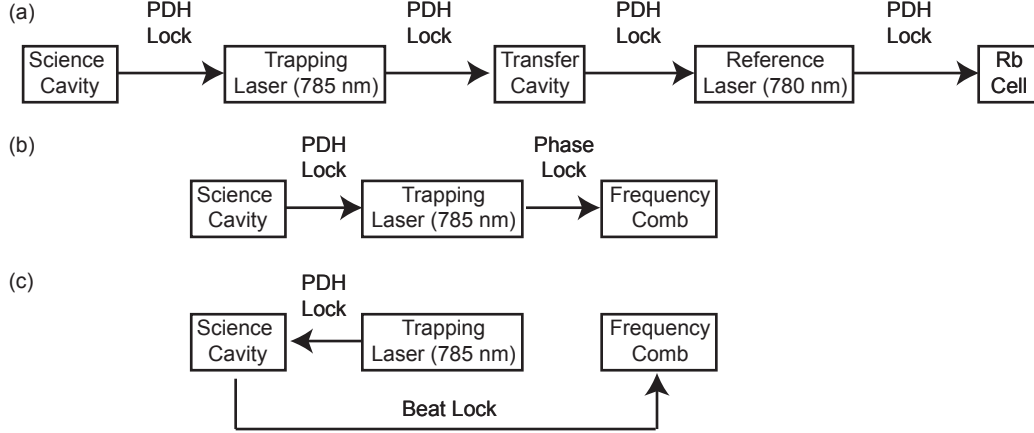 (a)
PDH
Lock
PDH
Lock
PDH
Lock
PDH
Lock
Science
Cavity
Trapping
Laser (785 nm)
Transfer
Cavity
Reference
Laser (780 nm)
Rb
Cell
(b)
PDH
Lock
Phase
Lock
Science
Cavity
Trapping
Laser (785 nm)
Frequency
Comb
(c)
PDH
Lock
Science
Cavity
Trapping
Laser (785 nm)
Frequency
Comb
Beat Lock